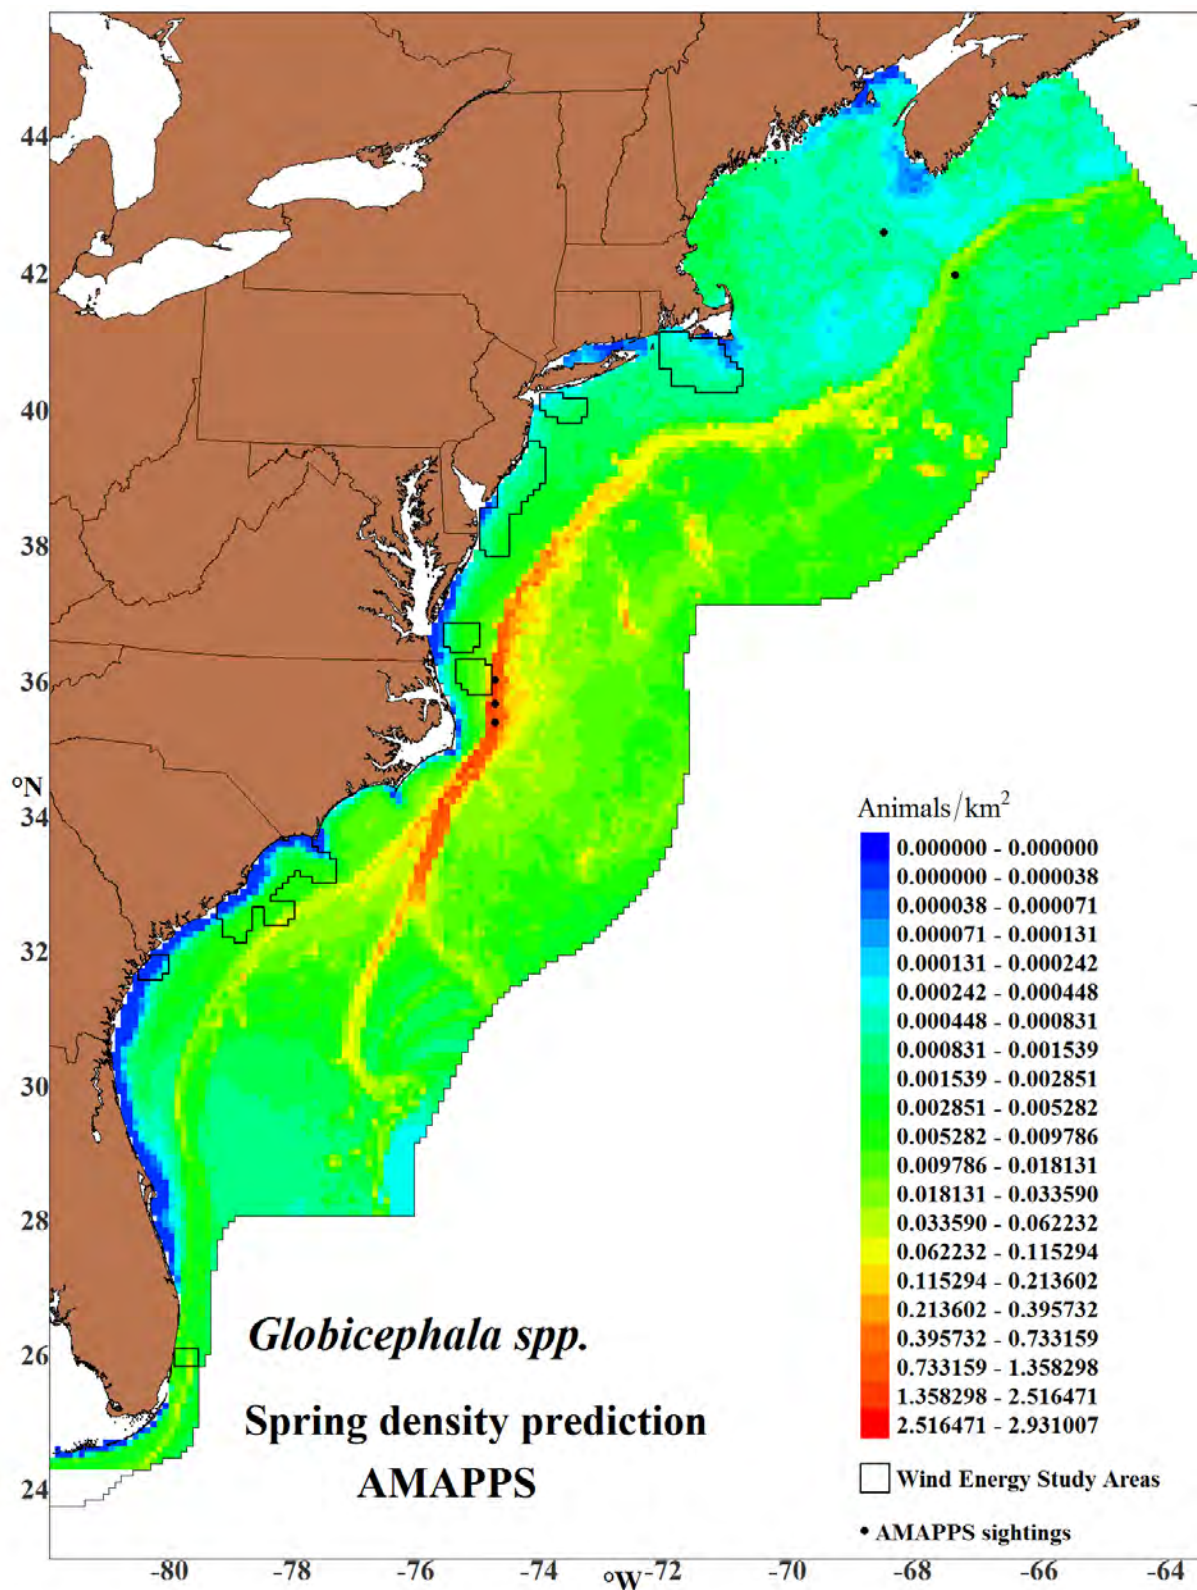 44
42
40
38
36
°N
34
32
30
28
26
24
Animals/km²
0.000000 - 0.000000
0.000000 - 0.000038
0.000038 - 0.000071
0.000071 - 0.000131
0.000131 - 0.000242
0.000242 - 0.000448
0.000448 - 0.000831
0.000831 - 0.001539
0.001539 - 0.002851
0.002851 - 0.005282
0.005282 - 0.009786
0.009786 - 0.018131
0.018131 - 0.033590
0.033590 - 0.062232
0.062232 - 0.115294
0.115294 - 0.213602
0.213602 - 0.395732
0.395732 - 0.733159
0.733159 - 1.358298
1.358298 - 2.516471
2.516471 - 2.931007
Wind Energy Study Areas
AMAPPS sightings
Globicephala spp.
Spring density prediction
AMAPPS
-80 -78 -76 -74 -72 -70 -68 -66 -64
°W